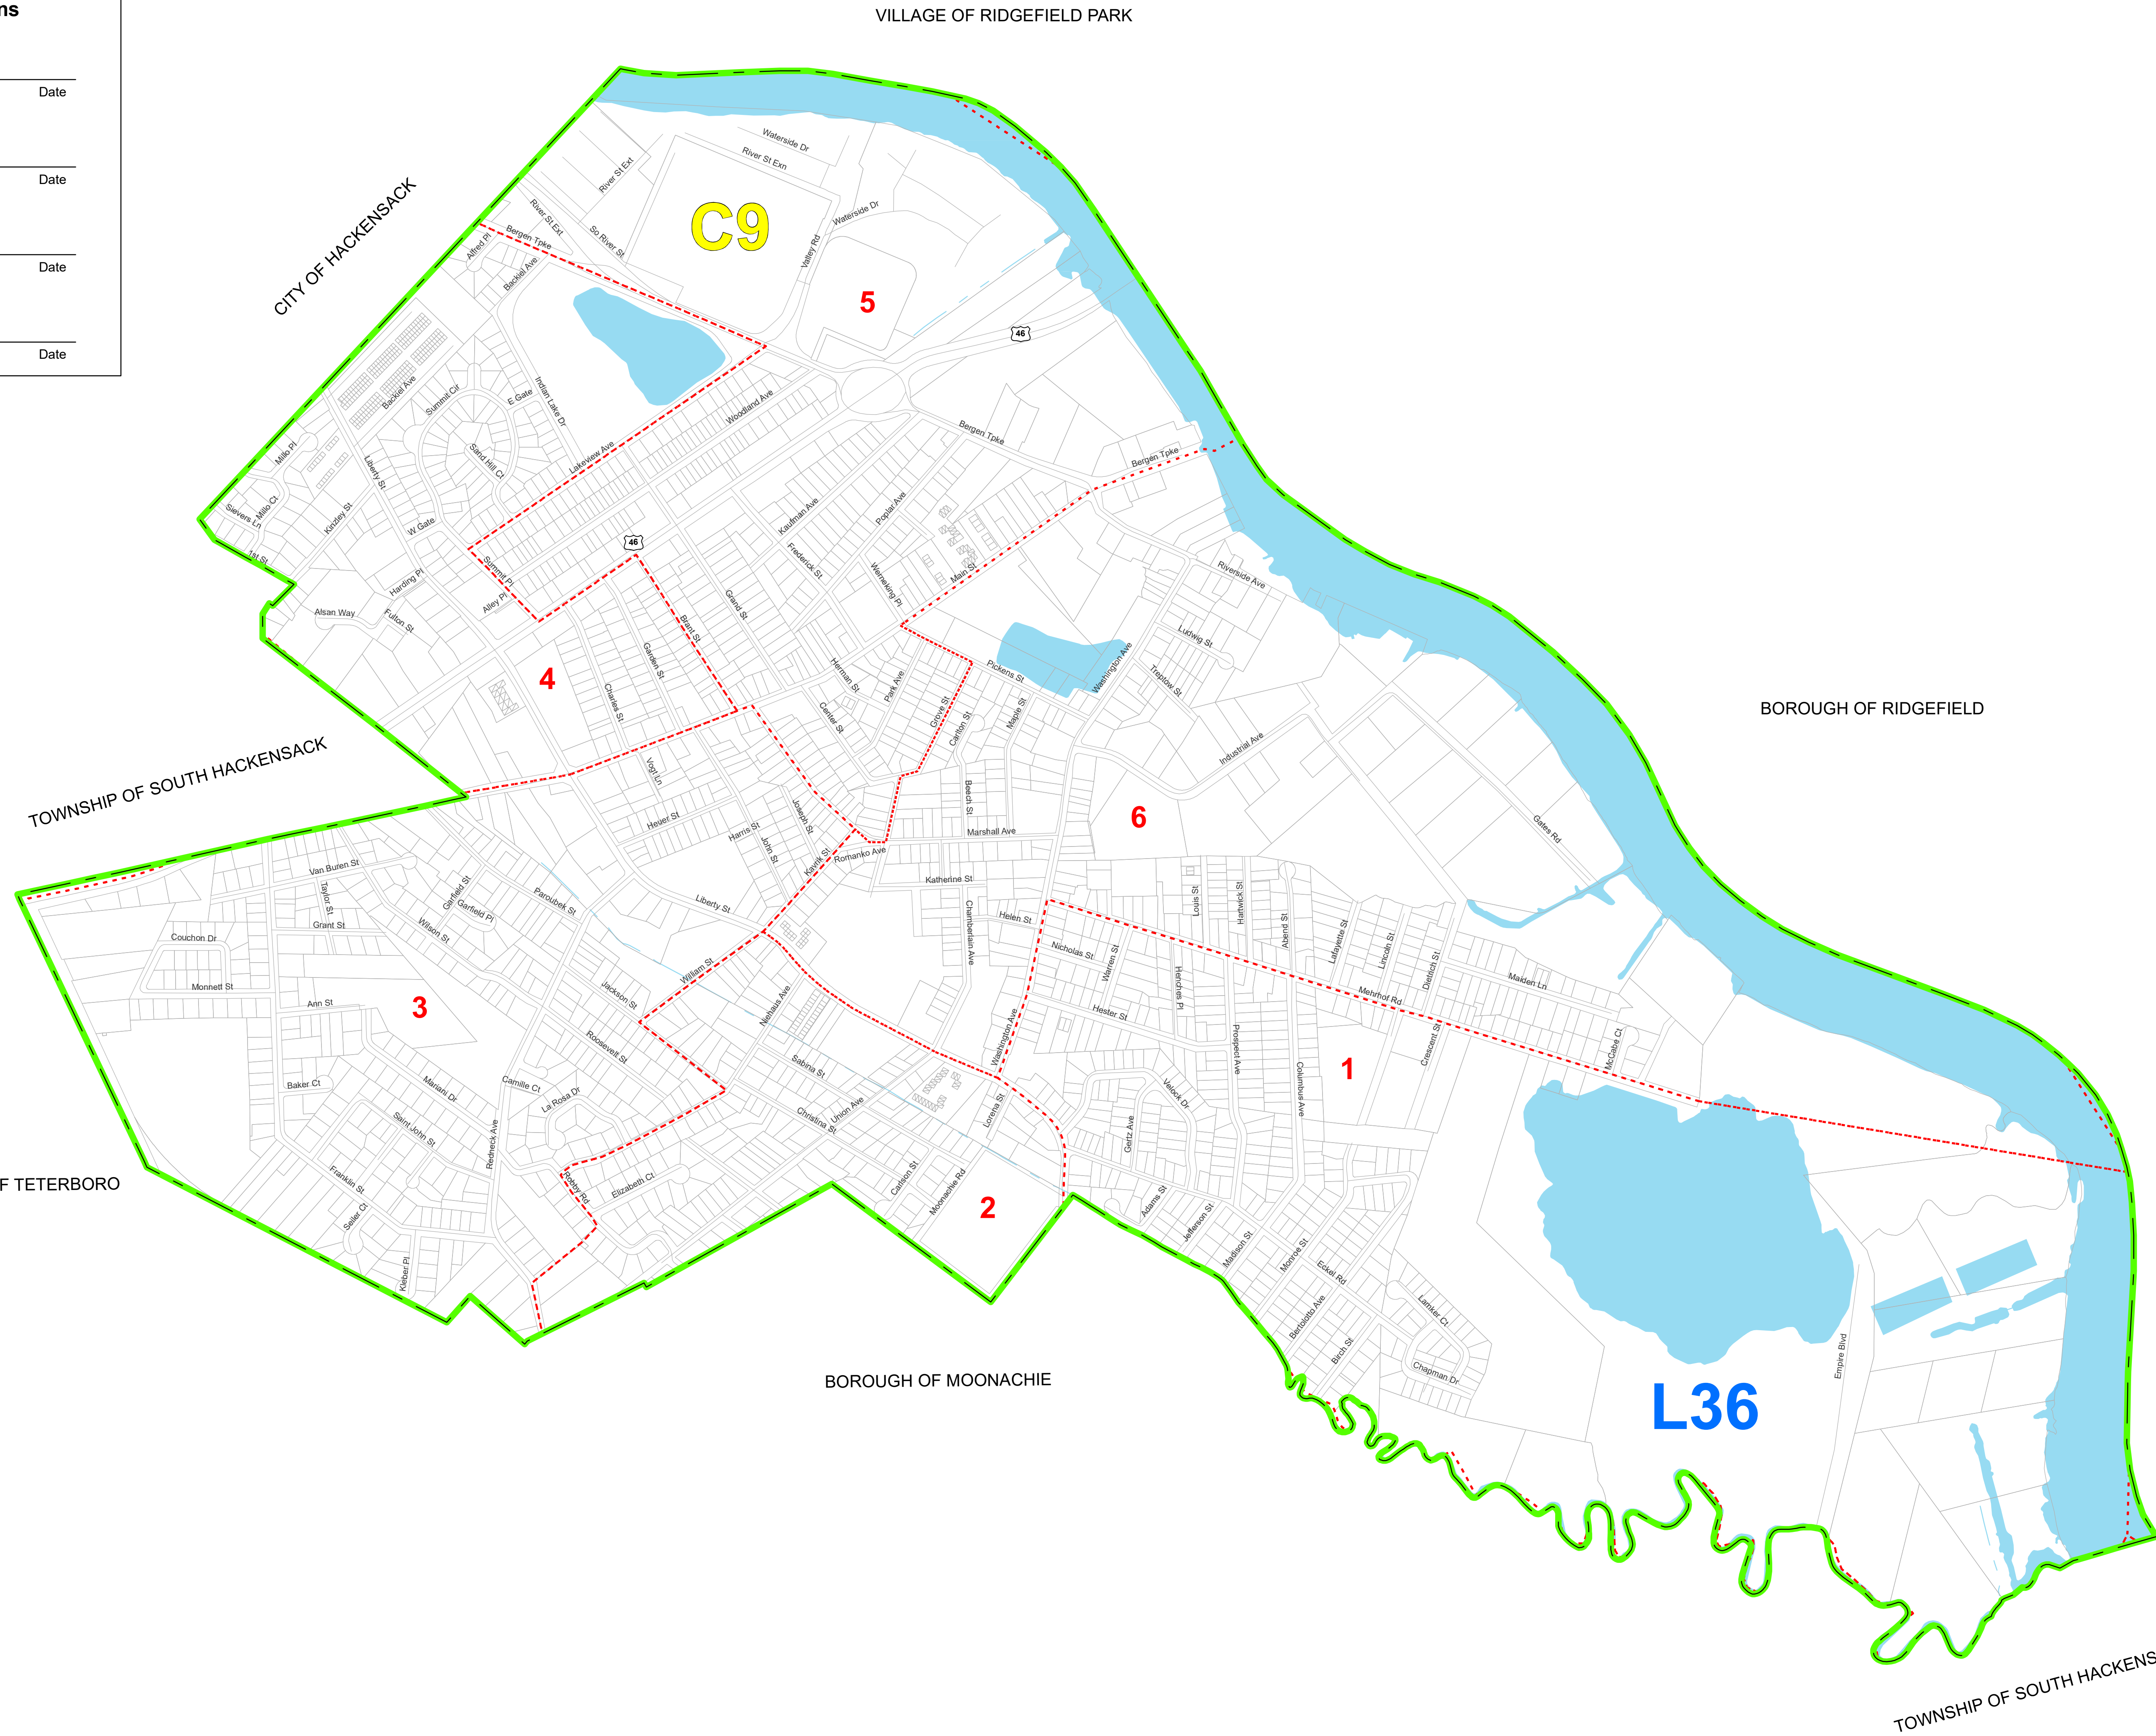 ns
Date
Date
Date
Date
VILLAGE OF RIDGEFIELD PARK
CITY OF HACKENSACK
TOWNSHIP OF SOUTH HACKENSACK
F TETERBORO
BOROUGH OF MOONACHIE
BOROUGH OF RIDGEFIELD
TOWNSHIP OF SOUTH HACKENS
C9
L36
5
4
6
3
1
2
46
46
Waterside Dr
River St Exn
River St Ext
River St Ext
So River St
Waterside Dr
Valley Rd
Bergen Tpke
Alfred Pl
Backiel Ave
Backiel Ave
Summit Cir
E Gate
Indian Lake Dr
Sand Hill Ct
Lakeview Ave
Woodland Ave
Millo Pl
Millo Ct
Sievers Ln
1st St
Kinzley St
Liberty St
W Gate
Harding Pl
Summit Pl
Alley Pl
Alsan Way
Fulton St
Bergen Tpke
Bergen Tpke
Kaufman Ave
Poplar Ave
Frederick St
Werneking Pl
Main St
Grand St
Brant St
Garden St
Charles St
Herman St
Park Ave
Center St
Grove St
Carlton St
Pickens St
Maple St
Washington Ave
Riverside Ave
Ludwig St
Treptow St
Industrial Ave
Gates Rd
Vogt Ln
Heuer St
Harris St
John St
Joseph St
Kavrik St
Romanko Ave
Beech St
Marshall Ave
Katherine St
Chamberlain Ave
Helen St
Liberty St
William St
Niehaus Ave
Van Buren St
Taylor St
Grant St
Garfield St
Garfield Pl
Wilson St
Paroubek St
Couchon Dr
Monnett St
Ann St
Jackson St
Roosevelt St
Baker Ct
Mariani Dr
Camille Ct
La Rosa Dr
Saint John St
Redneck Ave
Franklin St
Seiler Ct
Kleber Pl
Robby Rd
Elizabeth Ct
Sabina St
Christina St
Union Ave
Carlson St
Moonachie Rd
Lorena St
Washington Ave
Nicholas St
Warren St
Hester St
Henches Pl
Louis St
Hartwick St
Abend St
Lafayette St
Lincoln St
Dietrich St
Maiden Ln
Mehrhof Rd
Crescent St
McCabe Ct
Prospect Ave
Columbus Ave
Velock Dr
Gertz Ave
Adams St
Jefferson St
Madison St
Monroe St
Eckel Rd
Bertolotto Ave
Birch St
Lamker Ct
Chapman Dr
Empire Blvd